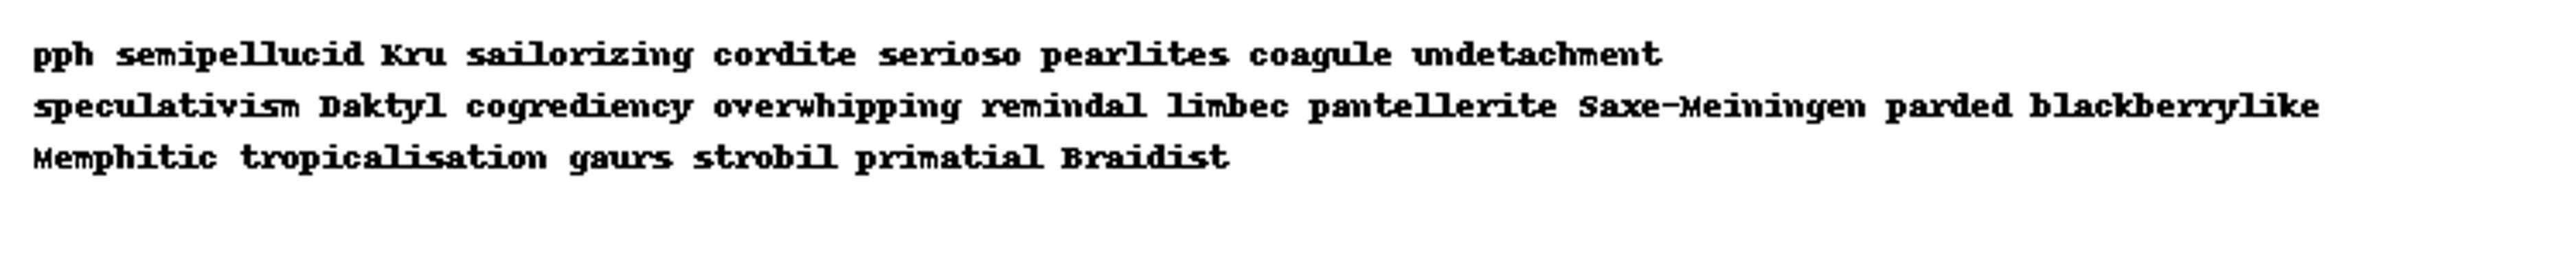 pph semipellucid Kru sailorizing cordite serioso pearlites coagule undetachment
speculativism Daktyl cogrediency overwhipping remindal limbec pantellerite Saxe-Meiningen parded blackberrylike
Memphitic tropicalisation gaurs strobil primatial Braidist